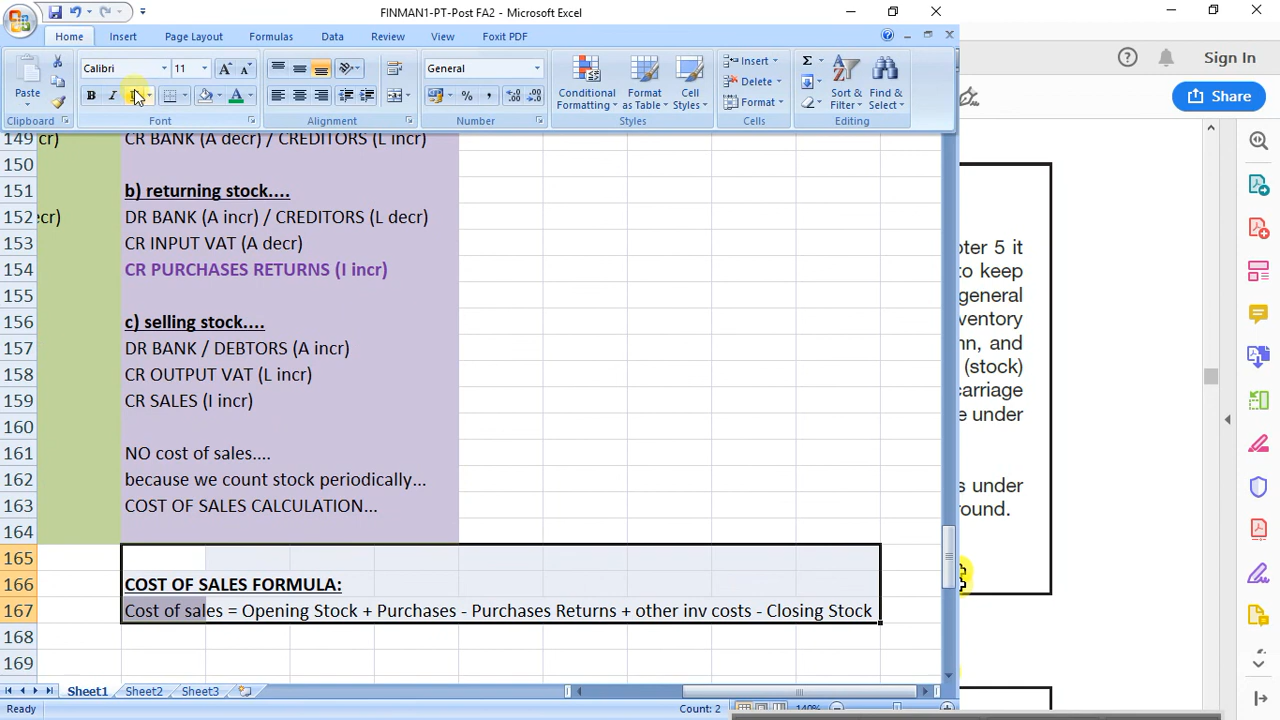 FINMAN1-PT-Post FA2 - Microsoft Excel
Home Insert Page Layout Formulas Data Review View Foxit PDF
Sign In
Calibri 11 General
Paste
Conditional Formatting
Format as Table
Cell Styles
Insert
Delete
Format
Sort & Filter
Find & Select
Share
Clipboard Font Alignment Number Styles Cells Editing
149 cr) CR BANK (A decr) / CREDITORS (L incr)
150
151 b) returning stock....
152 ecr) DR BANK (A incr) / CREDITORS (L decr)
153 CR INPUT VAT (A decr)
154 CR PURCHASES RETURNS (I incr)
155
156 c) selling stock....
157 DR BANK / DEBTORS (A incr)
158 CR OUTPUT VAT (L incr)
159 CR SALES (I incr)
160
161 NO cost of sales....
162 because we count stock periodically...
163 COST OF SALES CALCULATION...
164
165
166 COST OF SALES FORMULA:
167 Cost of sales = Opening Stock + Purchases - Purchases Returns + other inv costs - Closing Stock
168
169
pter 5 it
to keep
general
ventory
nn, and
(stock)
carriage
e under
s under
ound.
Sheet1 Sheet2 Sheet3
Ready Count: 2 140%